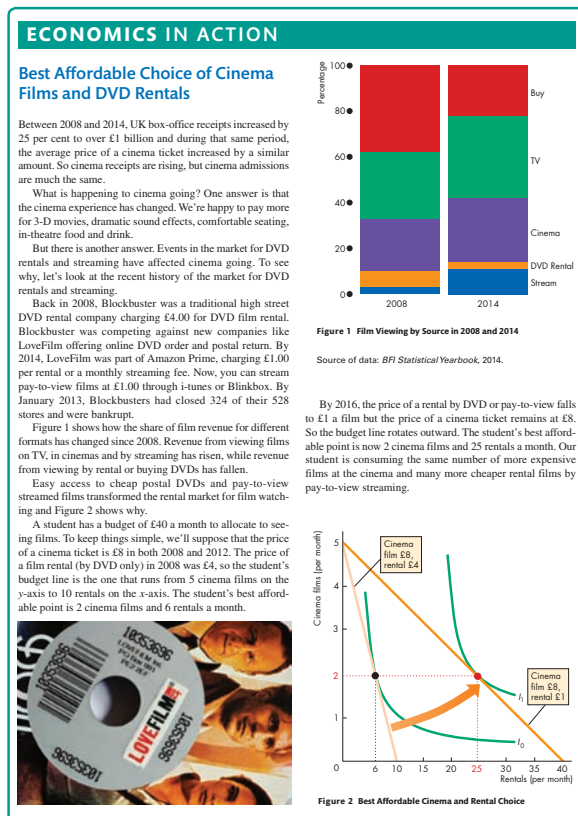 ECONOMICS IN ACTION
Best Affordable Choice of Cinema
Films and DVD Rentals
Between 2008 and 2014, UK box-office receipts increased by
25 per cent to over £1 billion and during that same period,
the average price of a cinema ticket increased by a similar
amount. So cinema receipts are rising, but cinema admissions
are much the same.
What is happening to cinema going? One answer is that
the cinema experience has changed. We're happy to pay more
for 3-D movies, dramatic sound effects, comfortable seating,
in-theatre food and drink.
But there is another answer. Events in the market for DVD
rentals and streaming have affected cinema going. To see
why, let's look at the recent history of the market for DVD
rentals and streaming.
Back in 2008, Blockbuster was a traditional high street
DVD rental company charging £4.00 for DVD film rental.
Blockbuster was competing against new companies like
LoveFilm offering online DVD order and postal return. By
2014, LoveFilm was part of Amazon Prime, charging £1.00
per rental or a monthly streaming fee. Now, you can stream
pay-to-view films at £1.00 through i-tunes or Blinkbox. By
January 2013, Blockbusters had closed 324 of their 528
stores and were bankrupt.
Figure 1 shows how the share of film revenue for different
formats has changed since 2008. Revenue from viewing films
on TV, in cinemas and by streaming has risen, while revenue
from viewing by rental or buying DVDs has fallen.
Easy access to cheap postal DVDs and pay-to-view
streamed films transformed the rental market for film watch-
ing and Figure 2 shows why.
A student has a budget of £40 a month to allocate to see-
ing films. To keep things simple, we'll suppose that the price
of a cinema ticket is £8 in both 2008 and 2012. The price of
a film rental (by DVD only) in 2008 was £4, so the student's
budget line is the one that runs from 5 cinema films on the
y-axis to 10 rentals on the x-axis. The student's best afford-
able point is 2 cinema films and 6 rentals a month.
10353696
LOVEFILM
10353696
10353696
Percentage
100
80
60
40
20
0
2008
2014
Buy
TV
Cinema
DVD Rental
Stream
Figure 1 Film Viewing by Source in 2008 and 2014
Source of data: BFI Statistical Yearbook, 2014.
By 2016, the price of a rental by DVD or pay-to-view falls
to £1 a film but the price of a cinema ticket remains at £8.
So the budget line rotates outward. The student's best afford-
able point is now 2 cinema films and 25 rentals a month. Our
student is consuming the same number of more expensive
films at the cinema and many more cheaper rental films by
pay-to-view streaming.
Cinema films (per month)
5
4
3
2
1
0
Cinema
film £8,
rental £4
Cinema
film £8,
rental £1
I1
I0
6
10
15
20
25
30
35
40
Rentals (per month)
Figure 2 Best Affordable Cinema and Rental Choice